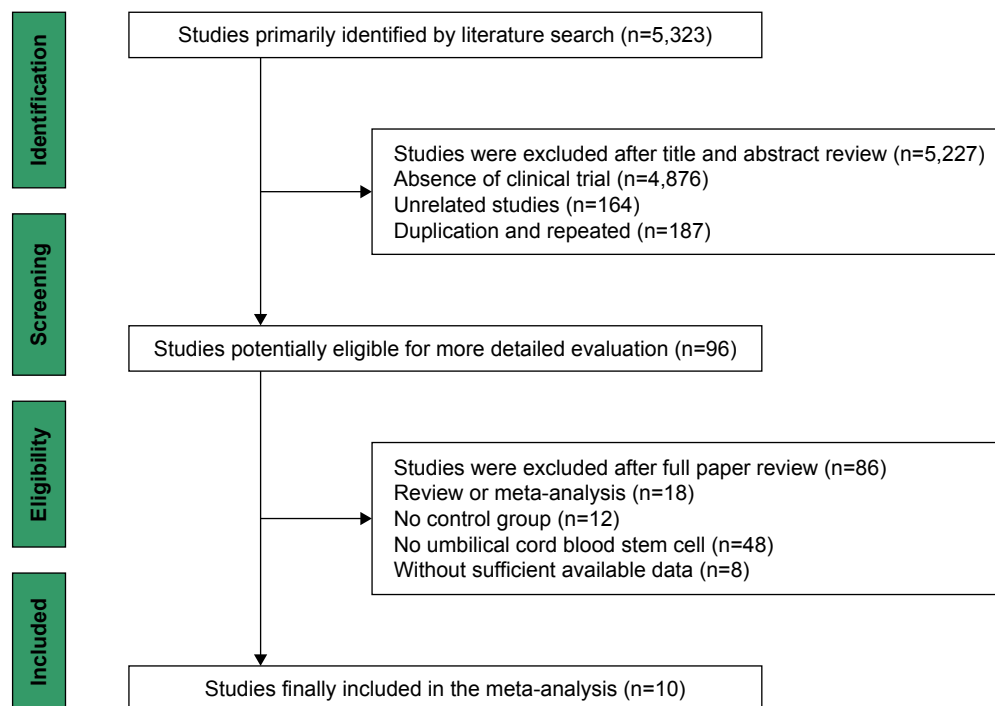 Identification
Studies primarily identified by literature search (n=5,323)
Studies were excluded after title and abstract review (n=5,227)
Absence of clinical trial (n=4,876)
Unrelated studies (n=164)
Duplication and repeated (n=187)
Screening
Studies potentially eligible for more detailed evaluation (n=96)
Eligibility
Studies were excluded after full paper review (n=86)
Review or meta-analysis (n=18)
No control group (n=12)
No umbilical cord blood stem cell (n=48)
Without sufficient available data (n=8)
Included
Studies finally included in the meta-analysis (n=10)